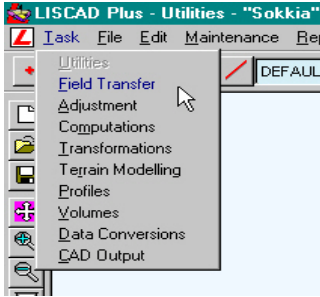 LISCAD Plus - Utilities - "Sokkia"
Task File Edit Maintenance
DEFAUL
Utilities
Field Transfer
Adjustment
Computations
Transformations
Terrain Modelling
Profiles
Volumes
Data Conversions
CAD Output